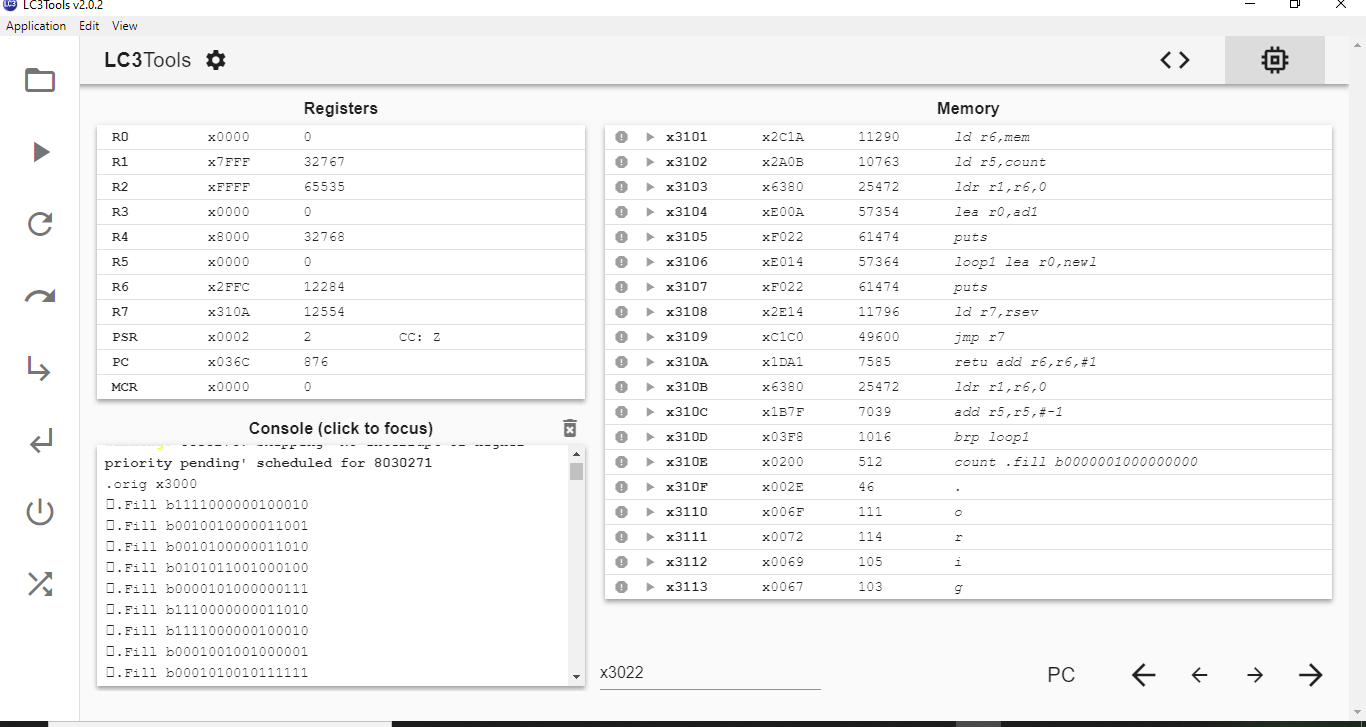 LC3Tools v2.0.2
Application Edit View
LC3Tools
Registers
R0 x0000 0
R1 x7FFF 32767
R2 xFFFF 65535
R3 x0000 0
R4 x8000 32768
R5 x0000 0
R6 x2FFC 12284
R7 x310A 12554
PSR x0002 2 CC: Z
PC x036C 876
MCR x0000 0
Console (click to focus)
priority pending' scheduled for 8030271
.orig x3000
.Fill b1111000000100010
.Fill b0010010000011001
.Fill b0010100000011010
.Fill b0101011001000100
.Fill b0000101000000111
.Fill b1110000000011010
.Fill b1111000000100010
.Fill b0001001001000001
.Fill b0001010010111111
Memory
x3101 x2C1A 11290 ld r6,mem
x3102 x2A0B 10763 ld r5,count
x3103 x6380 25472 ldr r1,r6,0
x3104 xE00A 57354 lea r0,ad1
x3105 xF022 61474 puts
x3106 xE014 57364 loop1 lea r0,newl
x3107 xF022 61474 puts
x3108 x2E14 11796 ld r7,rsev
x3109 xC1C0 49600 jmp r7
x310A x1DA1 7585 retu add r6,r6,#1
x310B x6380 25472 ldr r1,r6,0
x310C x1B7F 7039 add r5,r5,#-1
x310D x03F8 1016 brp loop1
x310E x0200 512 count .fill b0000001000000000
x310F x002E 46 .
x3110 x006F 111 o
x3111 x0072 114 r
x3112 x0069 105 i
x3113 x0067 103 g
x3022
PC